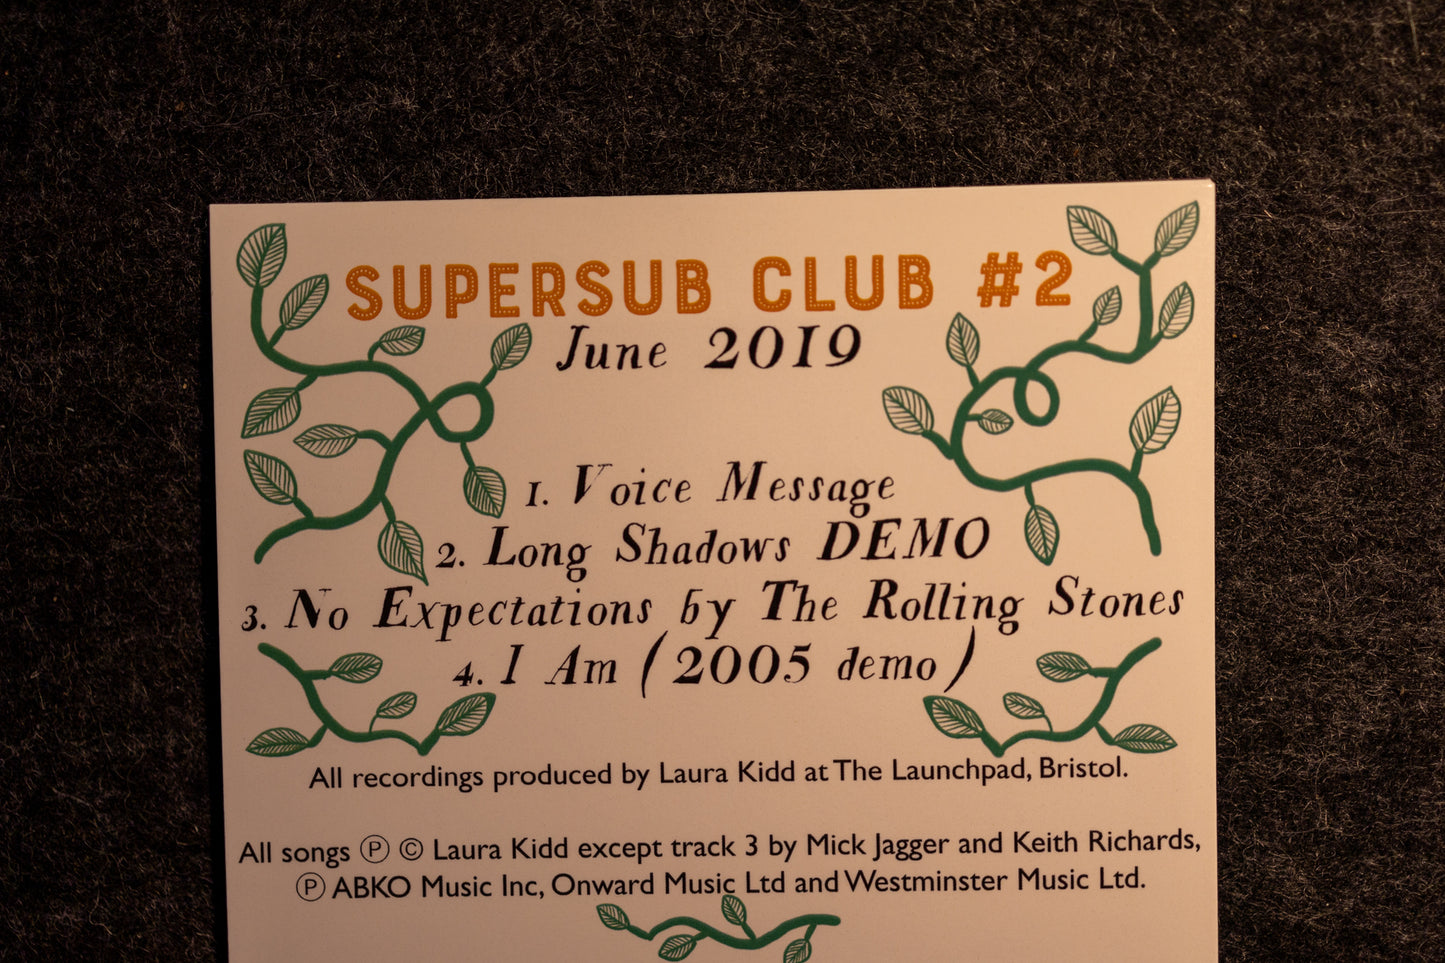 SUPERSUB CLUB #2
June 2019
1. Voice Message
2. Long Shadows DEMO
3. No Expectations by The Rolling Stones
4. I Am (2005 demo)
All recordings produced by Laura Kidd at The Launchpad, Bristol.
All songs Ⓟ © Laura Kidd except track 3 by Mick Jagger and Keith Richards,
Ⓟ ABKO Music Inc, Onward Music Ltd and Westminster Music Ltd.